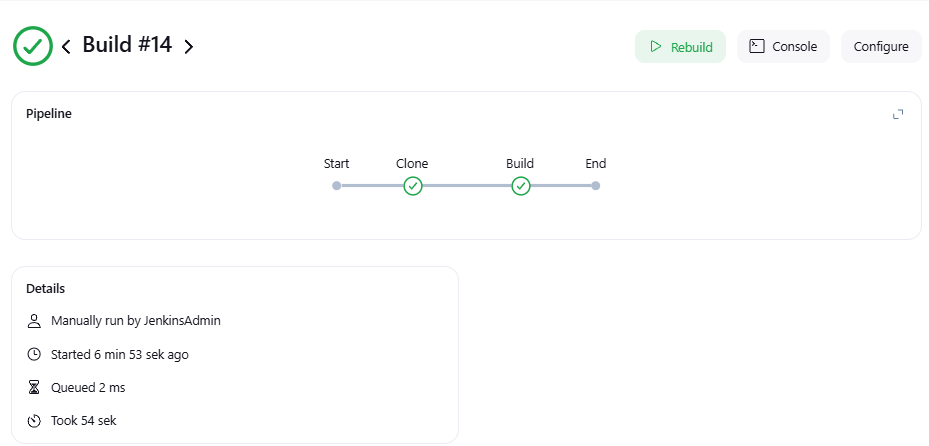 Build #14
Rebuild
Console
Configure
Pipeline
Start
Clone
Build
End
Details
Manually run by JenkinsAdmin
Started 6 min 53 sek ago
Queued 2 ms
Took 54 sek